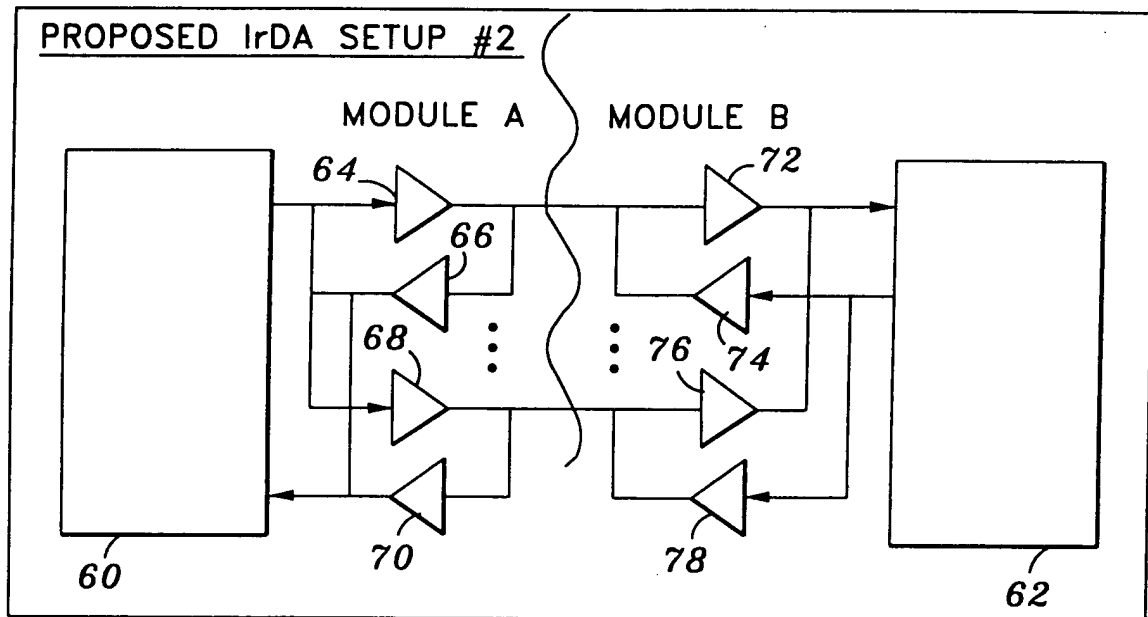 PROPOSED IrDA SETUP #2
MODULE A MODULE B
64 72
66
68 76 74
70 78
60 62